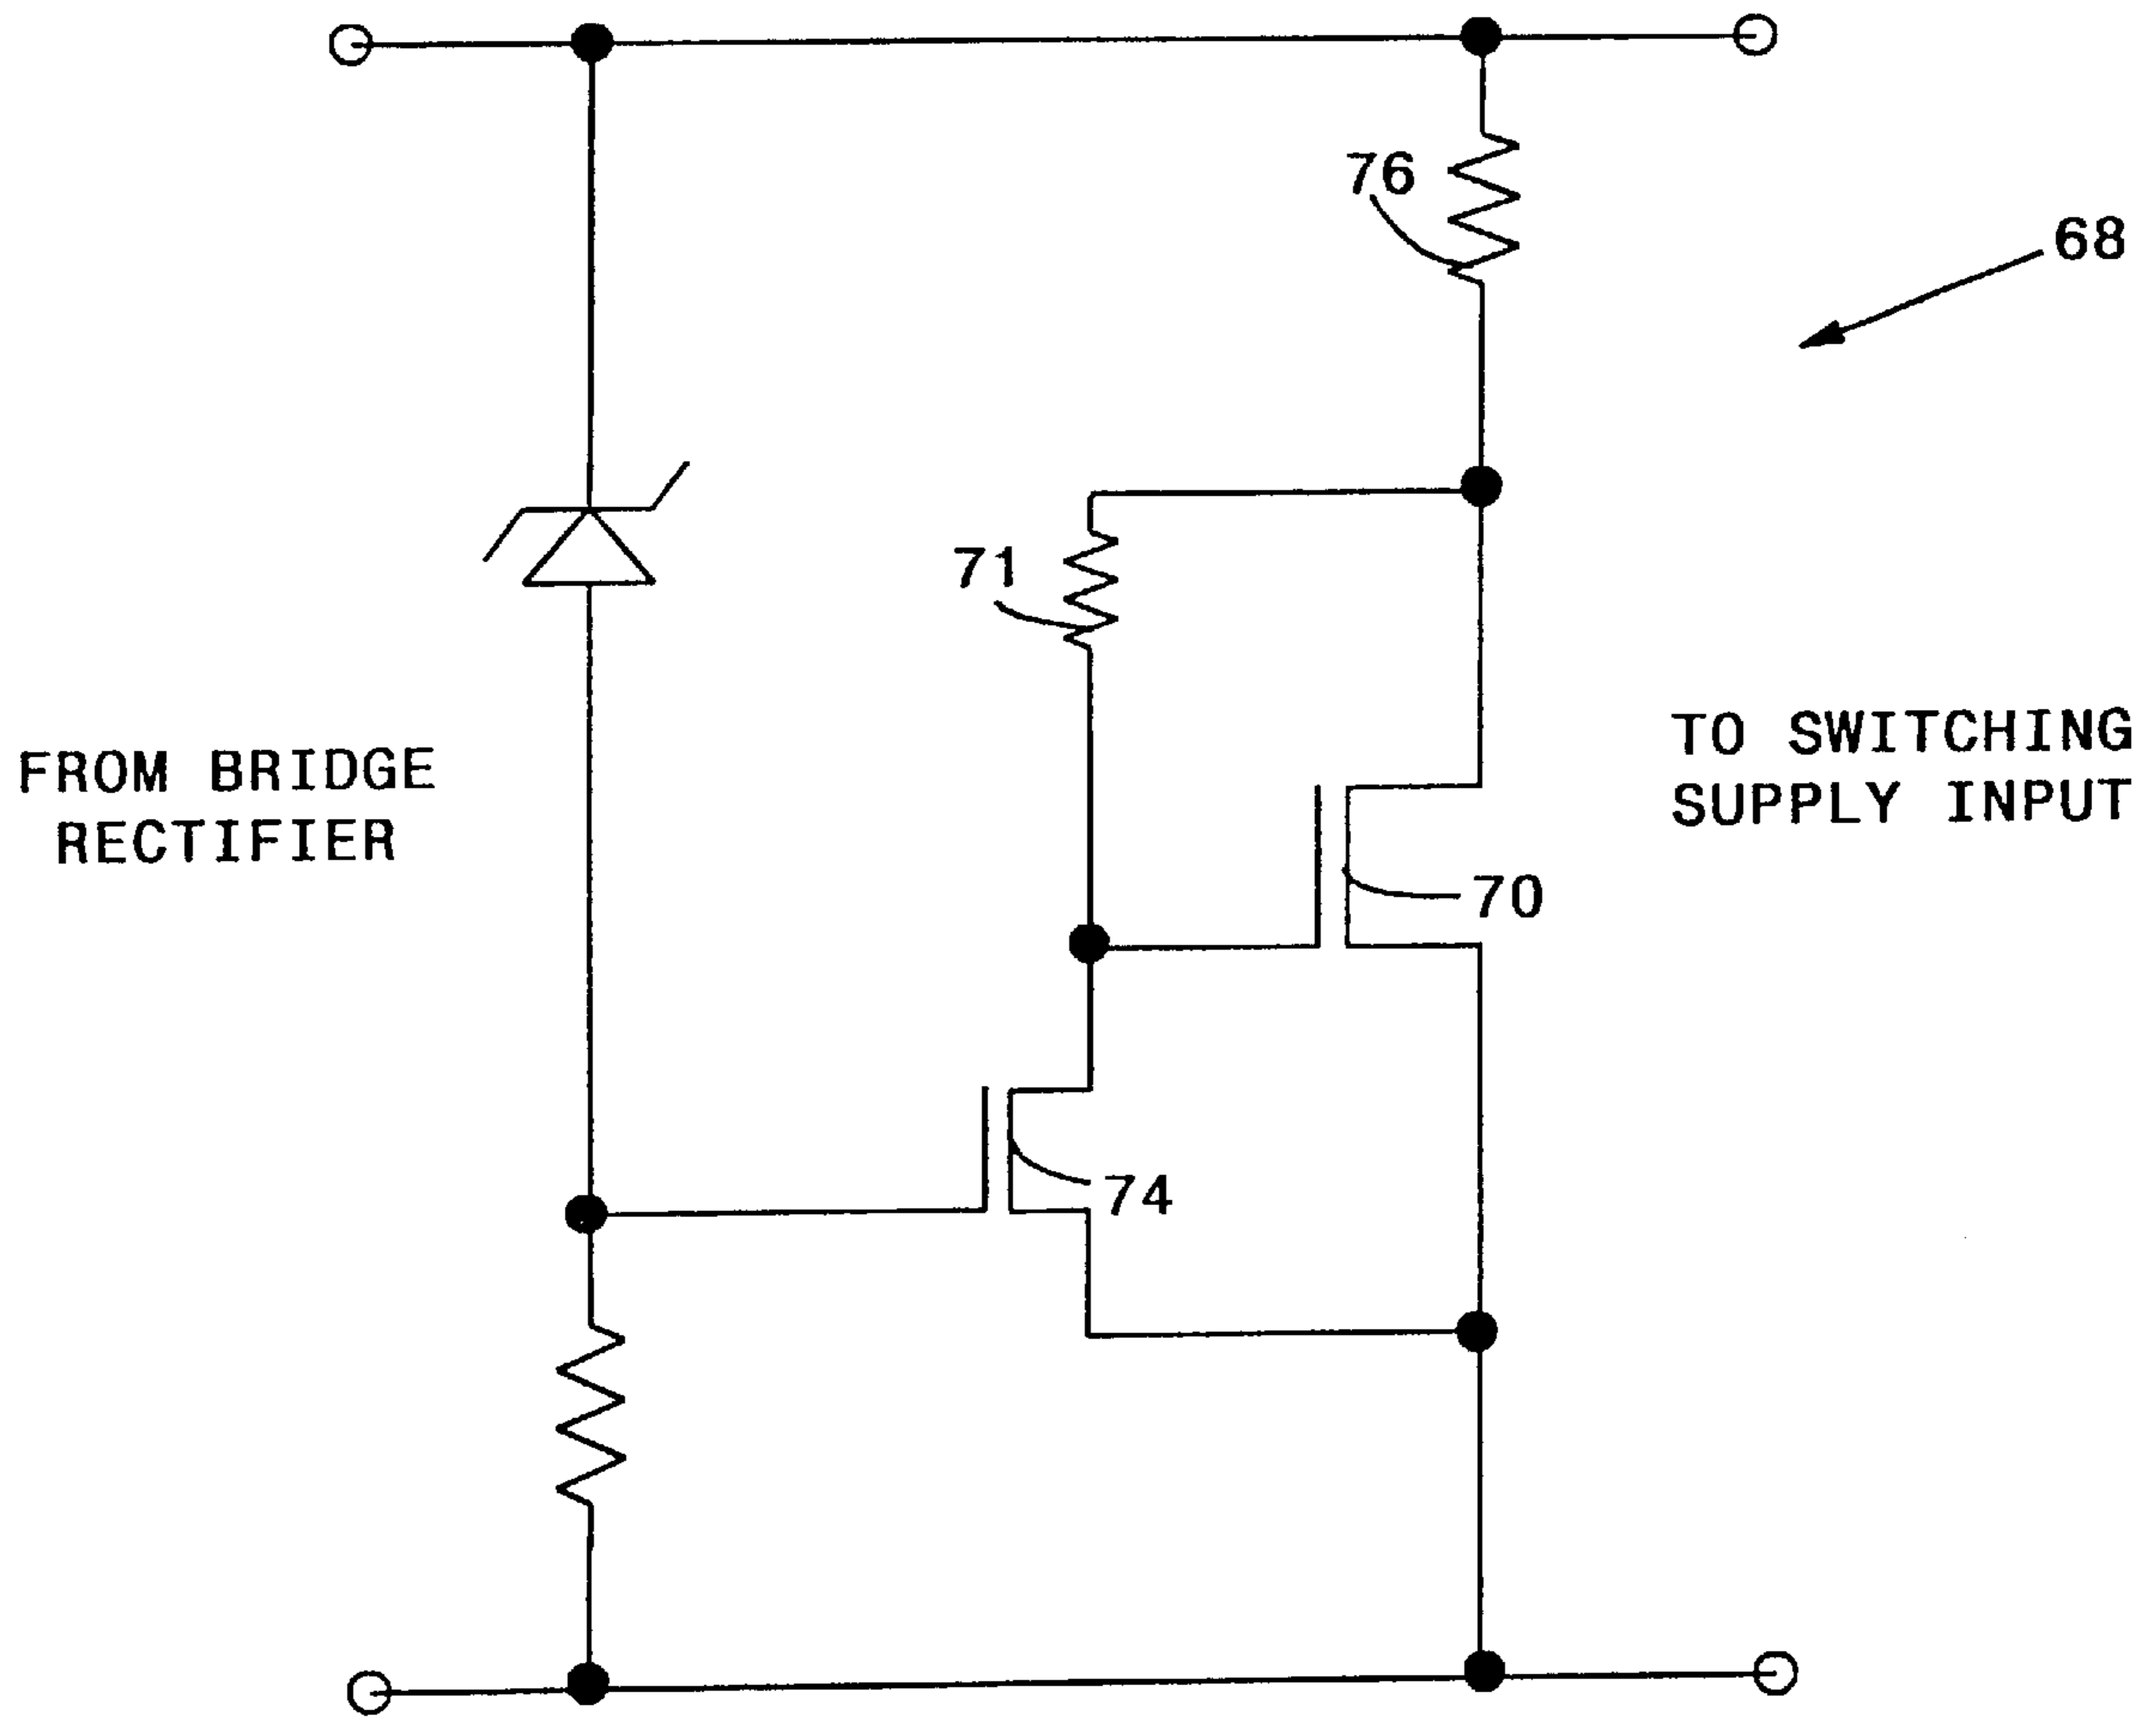 76
68
71
FROM BRIDGE
RECTIFIER
TO SWITCHING
SUPPLY INPUT
70
74